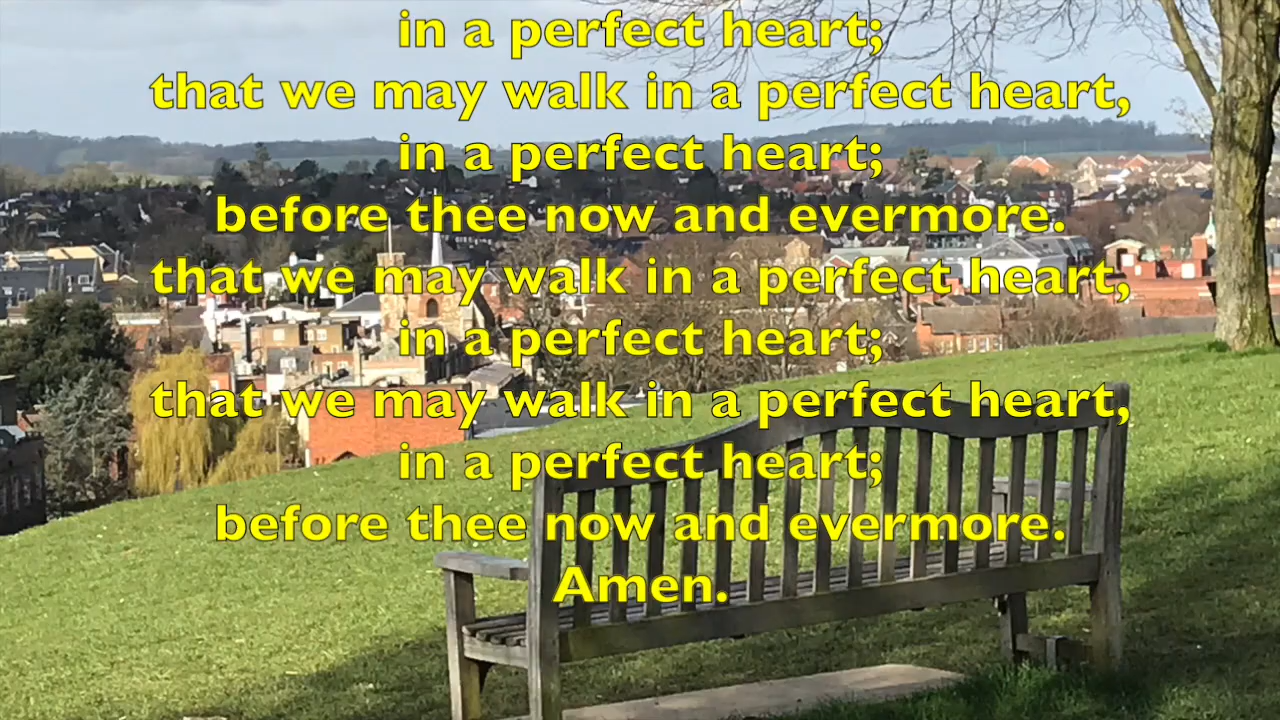 in a perfect heart;
that we may walk in a perfect heart,
in a perfect heart;
before thee now and evermore.
that we may walk in a perfect heart,
in a perfect heart;
that we may walk in a perfect heart,
in a perfect heart;
before thee now and evermore.
Amen.